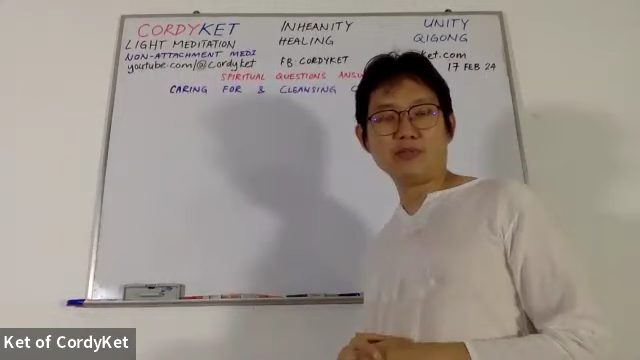 CORDYKET INHEANITY UNITY
LIGHT MEDITATION HEALING QIGONG
NON-ATTACHMENT MEDI
youtube.com/@cordyket FB: CORDYKET ket.com
SPIRITUAL QUESTIONS 17 FEB 24
CARING FOR & CLEANSING
Ket of CordyKet